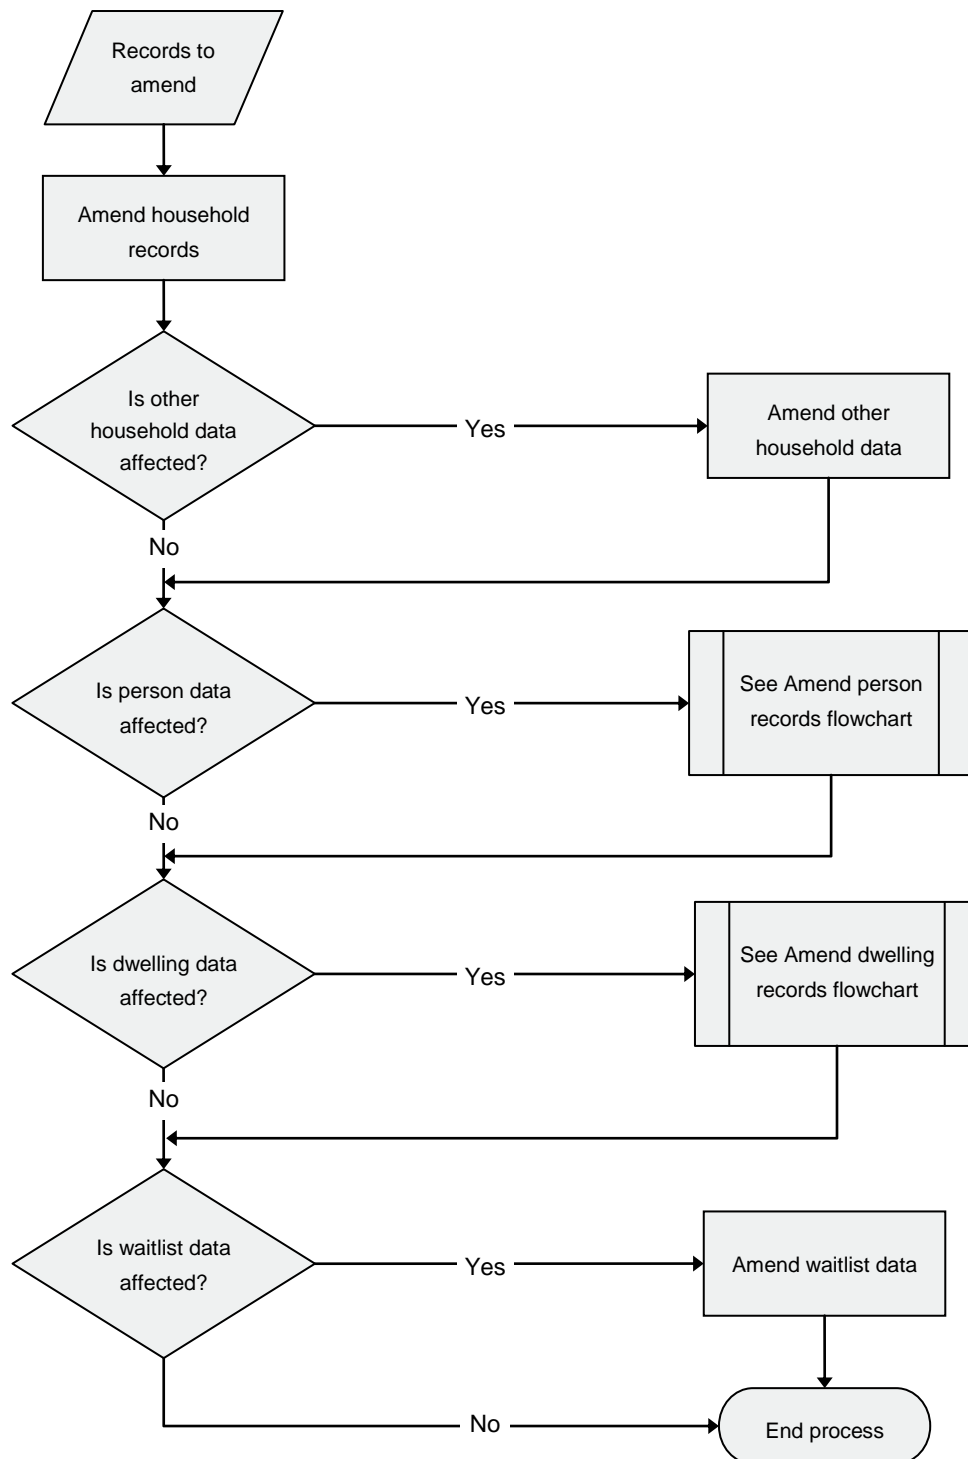 Records to
amend
Amend household
records
Is other
household data
affected?
Yes
Amend other
household data
No
Is person data
affected?
Yes
See Amend person
records flowchart
No
Is dwelling data
affected?
Yes
See Amend dwelling
records flowchart
No
Is waitlist data
affected?
Yes
Amend waitlist data
No
End process